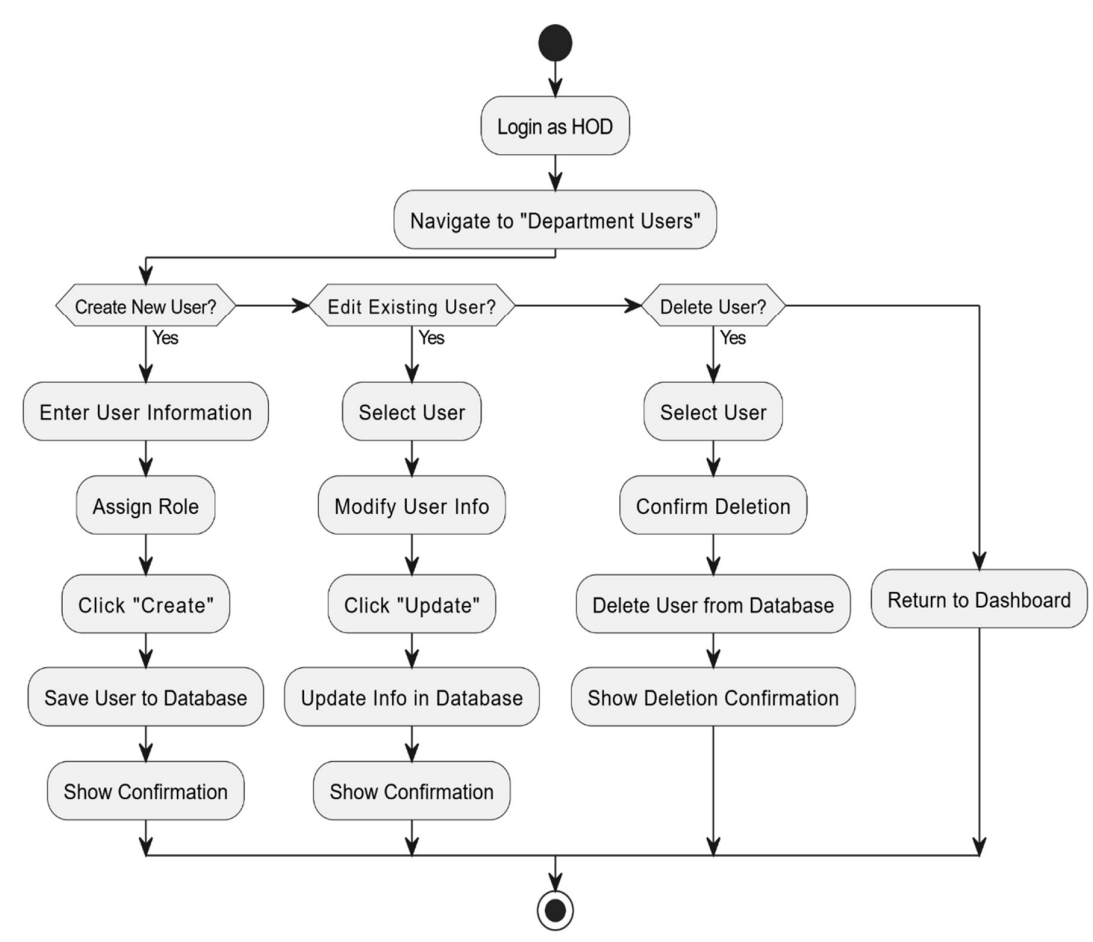 Login as HOD
Navigate to "Department Users"
Create New User?
Edit Existing User?
Delete User?
Yes
Yes
Yes
Enter User Information
Select User
Select User
Assign Role
Modify User Info
Confirm Deletion
Click "Create"
Click "Update"
Delete User from Database
Return to Dashboard
Save User to Database
Update Info in Database
Show Deletion Confirmation
Show Confirmation
Show Confirmation